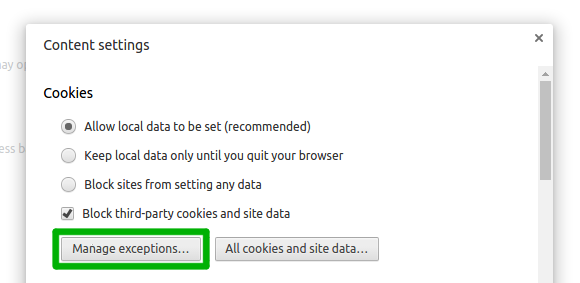 Content settings
×
may op
Cookies
Allow local data to be set (recommended)
Keep local data only until you quit your browser
ess b
Block sites from setting any data
Block third-party cookies and site data
Manage exceptions...
All cookies and site data...